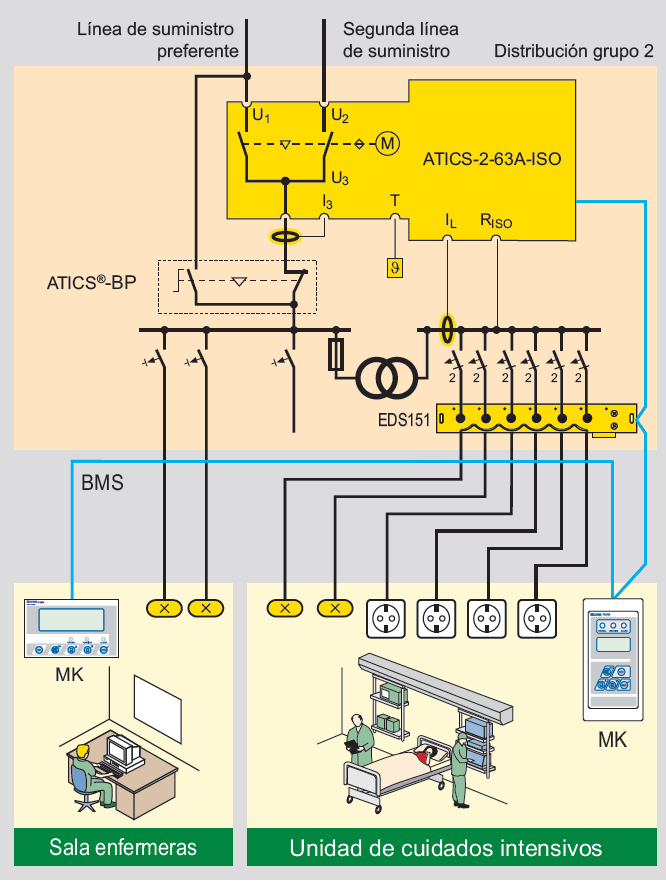 Línea de suministro
preferente
Segunda línea
de suministro
Distribución grupo 2
U1
U2
M
ATICS-2-63A-ISO
U3
I3
T
IL
RISO
ϑ
ATICS®-BP
2 2 2 2 2 2
EDS151
BMS
MK
MK
Sala enfermeras
Unidad de cuidados intensivos